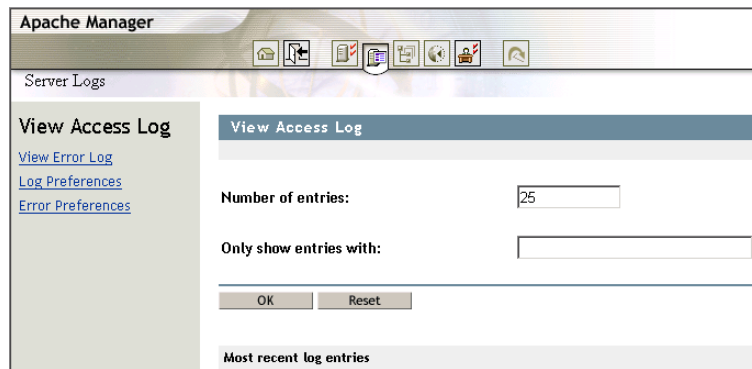 Apache Manager
Server Logs
View Access Log
View Error Log
Log Preferences
Error Preferences
View Access Log
Number of entries:
25
Only show entries with:
OK
Reset
Most recent log entries